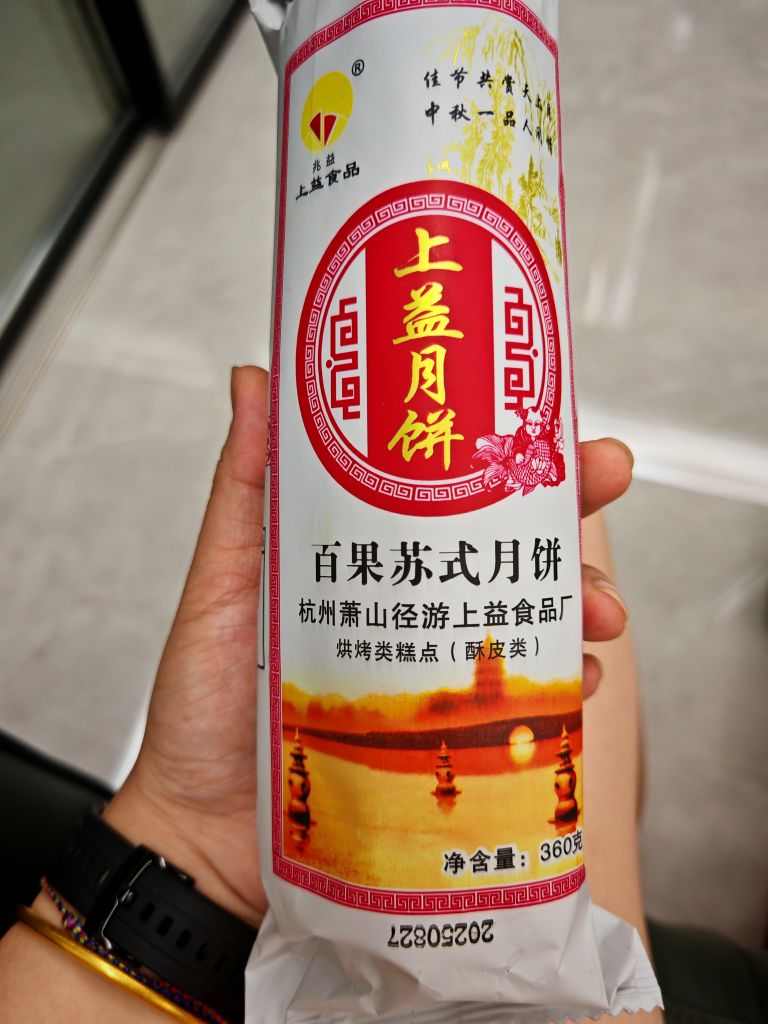 ®
佳节共赏天上月
中秋一品人间情
兆益
上益食品
上益月饼
百果苏式月饼
杭州萧山径游上益食品厂
烘烤类糕点（酥皮类）
净含量：360克
20250827